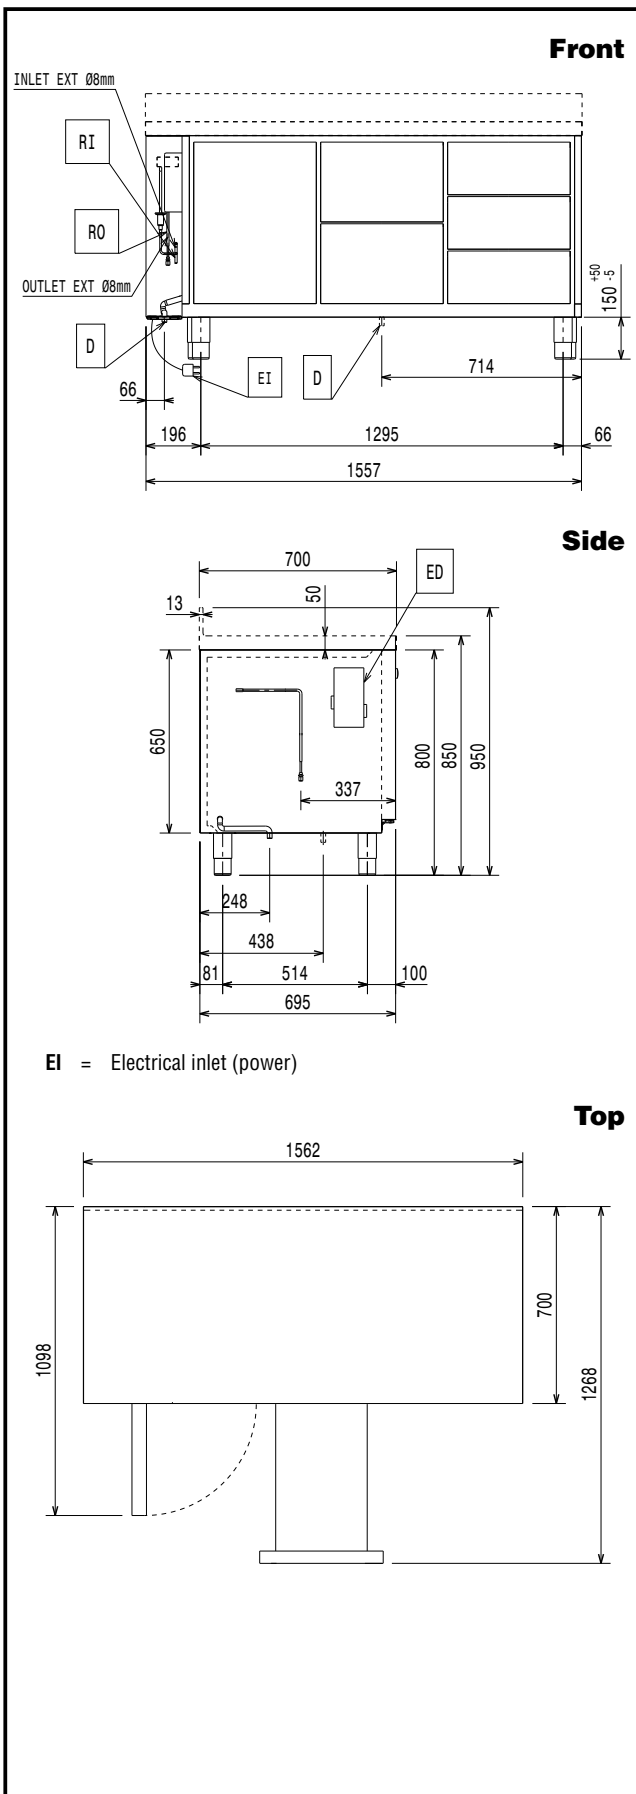 Front
INLET EXT Ø8mm
RI
RO
OUTLET EXT Ø8mm
+50
150 -5
D
EI
D
714
66
196
1295
66
1557
Side
700
ED
13
50
650
800
850
950
337
248
438
81
514
100
695
EI = Electrical inlet (power)
Top
1562
1098
700
1268